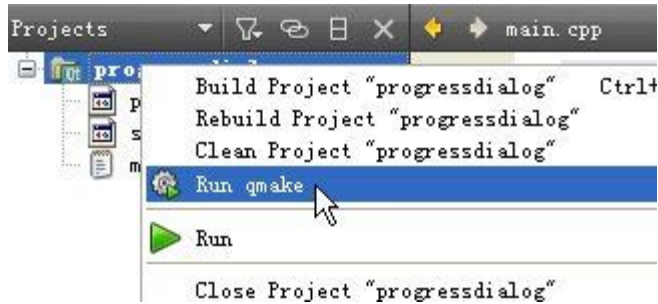 Projects
main.cpp
Build Project "progressdialog" Ctrl+
Rebuild Project "progressdialog"
Clean Project "progressdialog"
Run qmake
Run
Close Project "progressdialog"